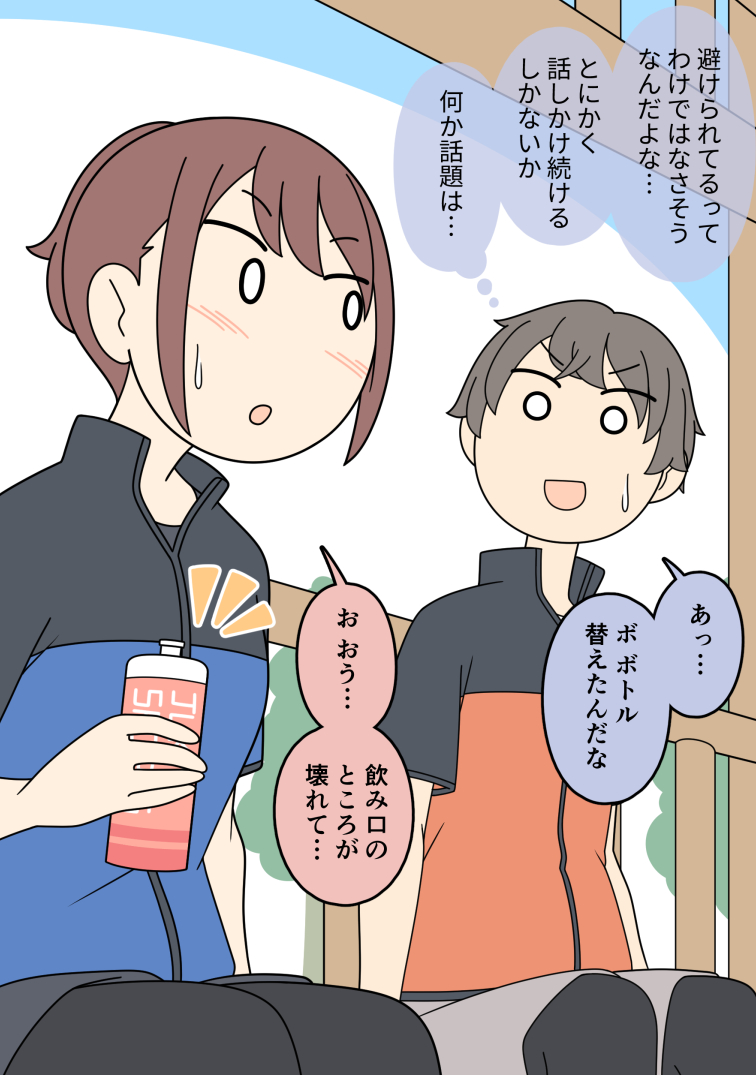 避けられてるって
わけではなさそう
なんだよな…
とにかく
話しかけ続ける
しかないか
何か話題は…
あっ…
ボ ボトル
替えたんだな
お おう…
飲み口の
ところが
壊れて…